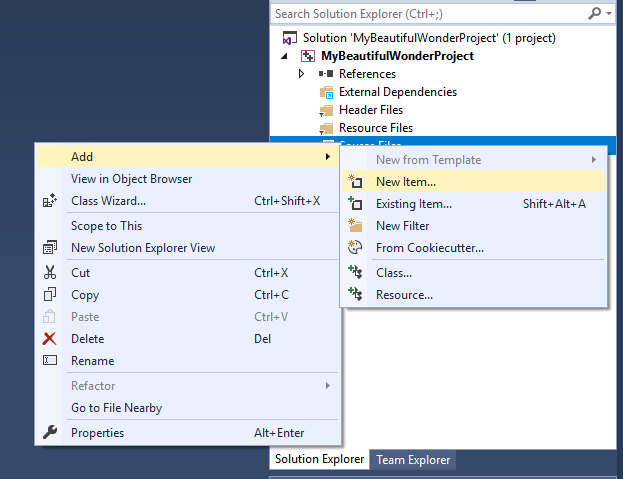 Search Solution Explorer (Ctrl+;)
Solution 'MyBeautifulWonderProject' (1 project)
MyBeautifulWonderProject
References
External Dependencies
Header Files
Resource Files
Source Files
Add
View in Object Browser
Class Wizard... Ctrl+Shift+X
Scope to This
New Solution Explorer View
Cut Ctrl+X
Copy Ctrl+C
Paste Ctrl+V
Delete Del
Rename
Refactor
Go to File Nearby
Properties Alt+Enter
New from Template
New Item...
Existing Item... Shift+Alt+A
New Filter
From Cookiecutter...
Class...
Resource...
Solution Explorer Team Explorer